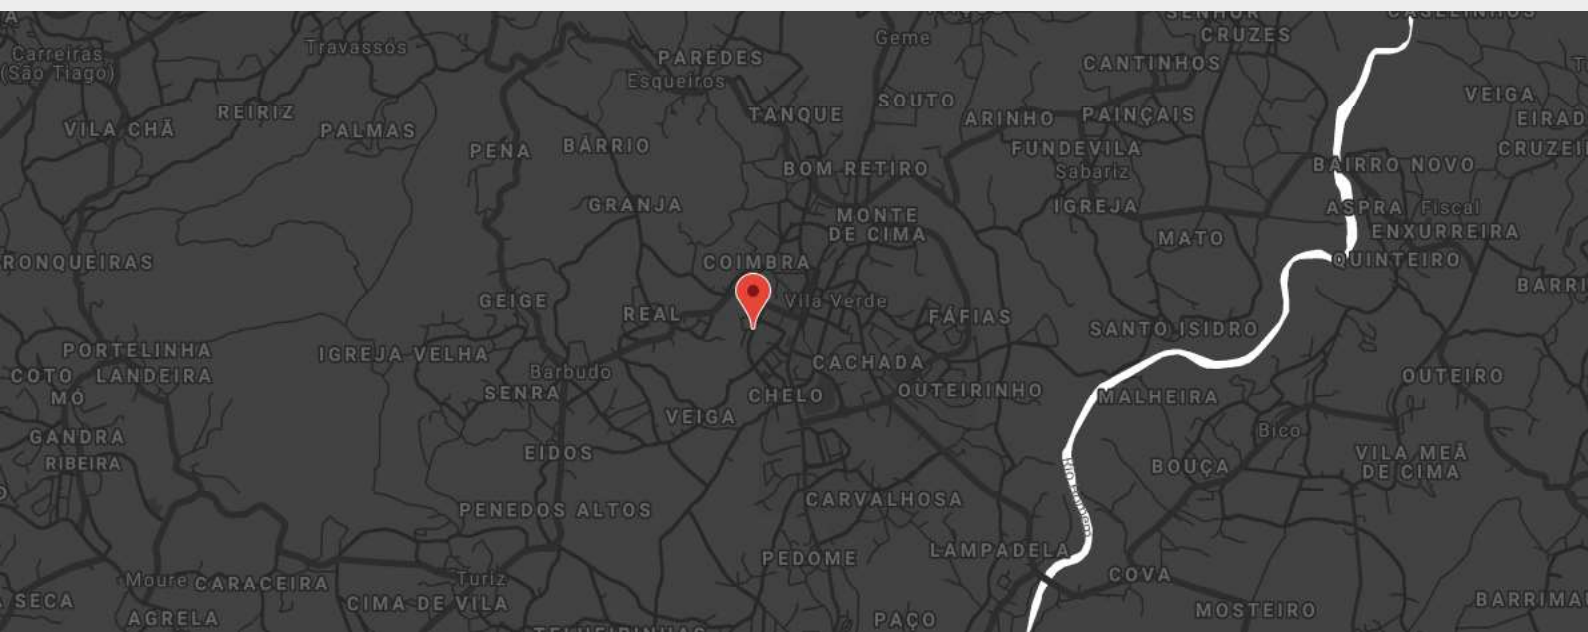 SENHOR
CASELINHOS
CRUZES
Geme
Travassós
Carreiras
(São Tiago)
PAREDES
Esqueiros
CANTINHOS
VEIGA
SOUTO
REIRIZ
TANQUE
ARINHO
PAINÇAIS
VILA CHÃ
PALMAS
PENA
BÁRRIO
FUNDEVILA
Sabariz
BOM RETIRO
BAIRRO NOVO
GRANJA
IGREJA
ASPRA
Fiscal
MONTE
DE CIMA
MATO
ENXURREIRA
RONQUEIRAS
COIMBRA
QUINTEIRO
GEIGE
Vila Verde
REAL
FÁFIAS
SANTO ISIDRO
PORTELINHA
IGREJA VELHA
CACHADA
COTO
MÓ
LANDEIRA
Barbudo
OUTEIRO
SENRA
CHELO
OUTEIRINHO
MALHEIRA
VEIGA
GANDRA
Bico
EIDOS
RIBEIRA
BOUÇA
VILA MEÃ
DE CIMA
Rio Homem
CARVALHOSA
PENEDOS ALTOS
PEDOME
LAMPADELA
COVA
Moure
CARACEIRA
Turiz
SECA
CIMA DE VILA
MOSTEIRO
AGRELA
PAÇO